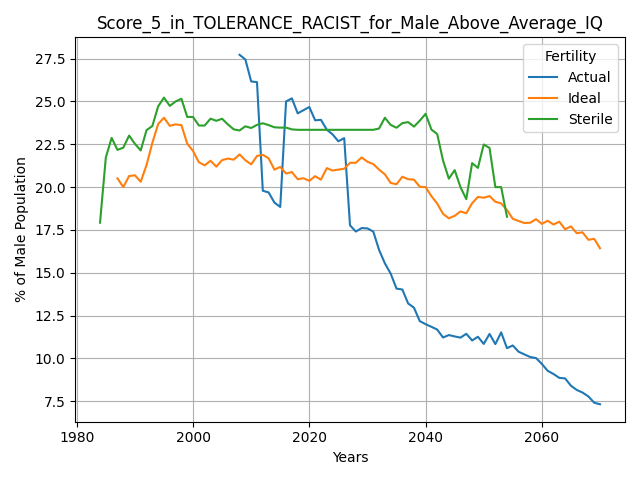 Score_5_in_TOLERANCE_RACIST_for_Male_Above_Average_IQ
Fertility
Actual
Ideal
Sterile
27.5
25.0
22.5
20.0
17.5
15.0
12.5
10.0
7.5
% of Male Population
1980
2000
2020
2040
2060
Years